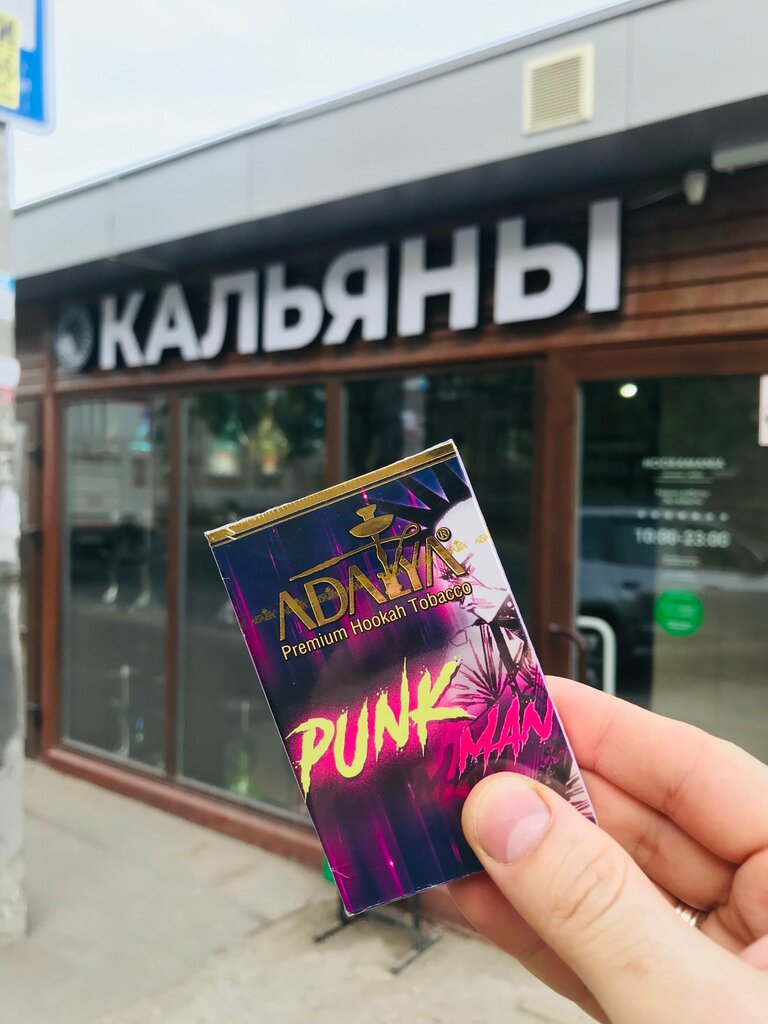 КАЛЬЯНЫ
10:00-23:00
ADALYA®
Premium Hookah Tobacco
PUNK
MAN